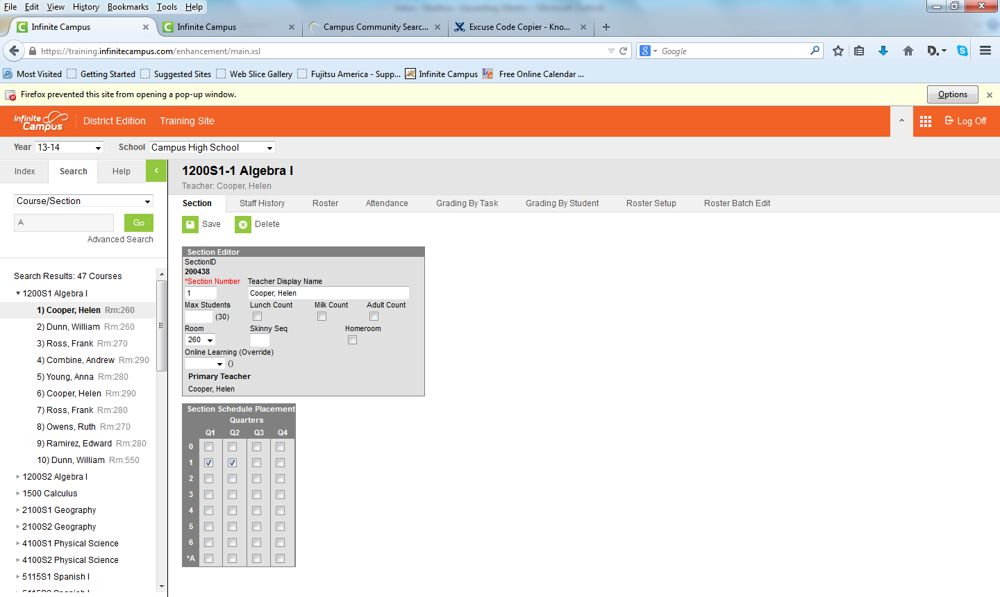 File Edit View History Bookmarks Tools Help
Infinite Campus
Infinite Campus
Campus Community Searc...
Excuse Code Copier - Kno...
https://training.infinitecampus.com/enhancement/main.xsl
Google
Most Visited Getting Started Suggested Sites Web Slice Gallery Fujitsu America - Supp... Infinite Campus Free Online Calendar ...
Firefox prevented this site from opening a pop-up window.
Options
Infinite Campus District Edition Training Site
Log Off
Year 13-14 School Campus High School
Index Search Help
1200S1-1 Algebra I
Teacher: Cooper, Helen
Section Staff History Roster Attendance Grading By Task Grading By Student Roster Setup Roster Batch Edit
Save Delete
Course/Section
A Go
Advanced Search
Search Results: 47 Courses
1200S1 Algebra I
1) Cooper, Helen Rm:260
2) Dunn, William Rm:260
3) Ross, Frank Rm:270
4) Combine, Andrew Rm:290
5) Young, Anna Rm:280
6) Cooper, Helen Rm:290
7) Ross, Frank Rm:280
8) Owens, Ruth Rm:270
9) Ramirez, Edward Rm:280
10) Dunn, William Rm:550
1200S2 Algebra I
1500 Calculus
2100S1 Geography
2100S2 Geography
4100S1 Physical Science
4100S2 Physical Science
5115S1 Spanish I
Section Editor
SectionID
200438
*Section Number Teacher Display Name
1 Cooper, Helen
Max Students Lunch Count Milk Count Adult Count
(30)
Room Skinny Seq Homeroom
260
Online Learning (Override)
()
Primary Teacher
Cooper, Helen
Section Schedule Placement
Quarters
Q1 Q2 Q3 Q4
0
1
2
3
4
5
6
*A